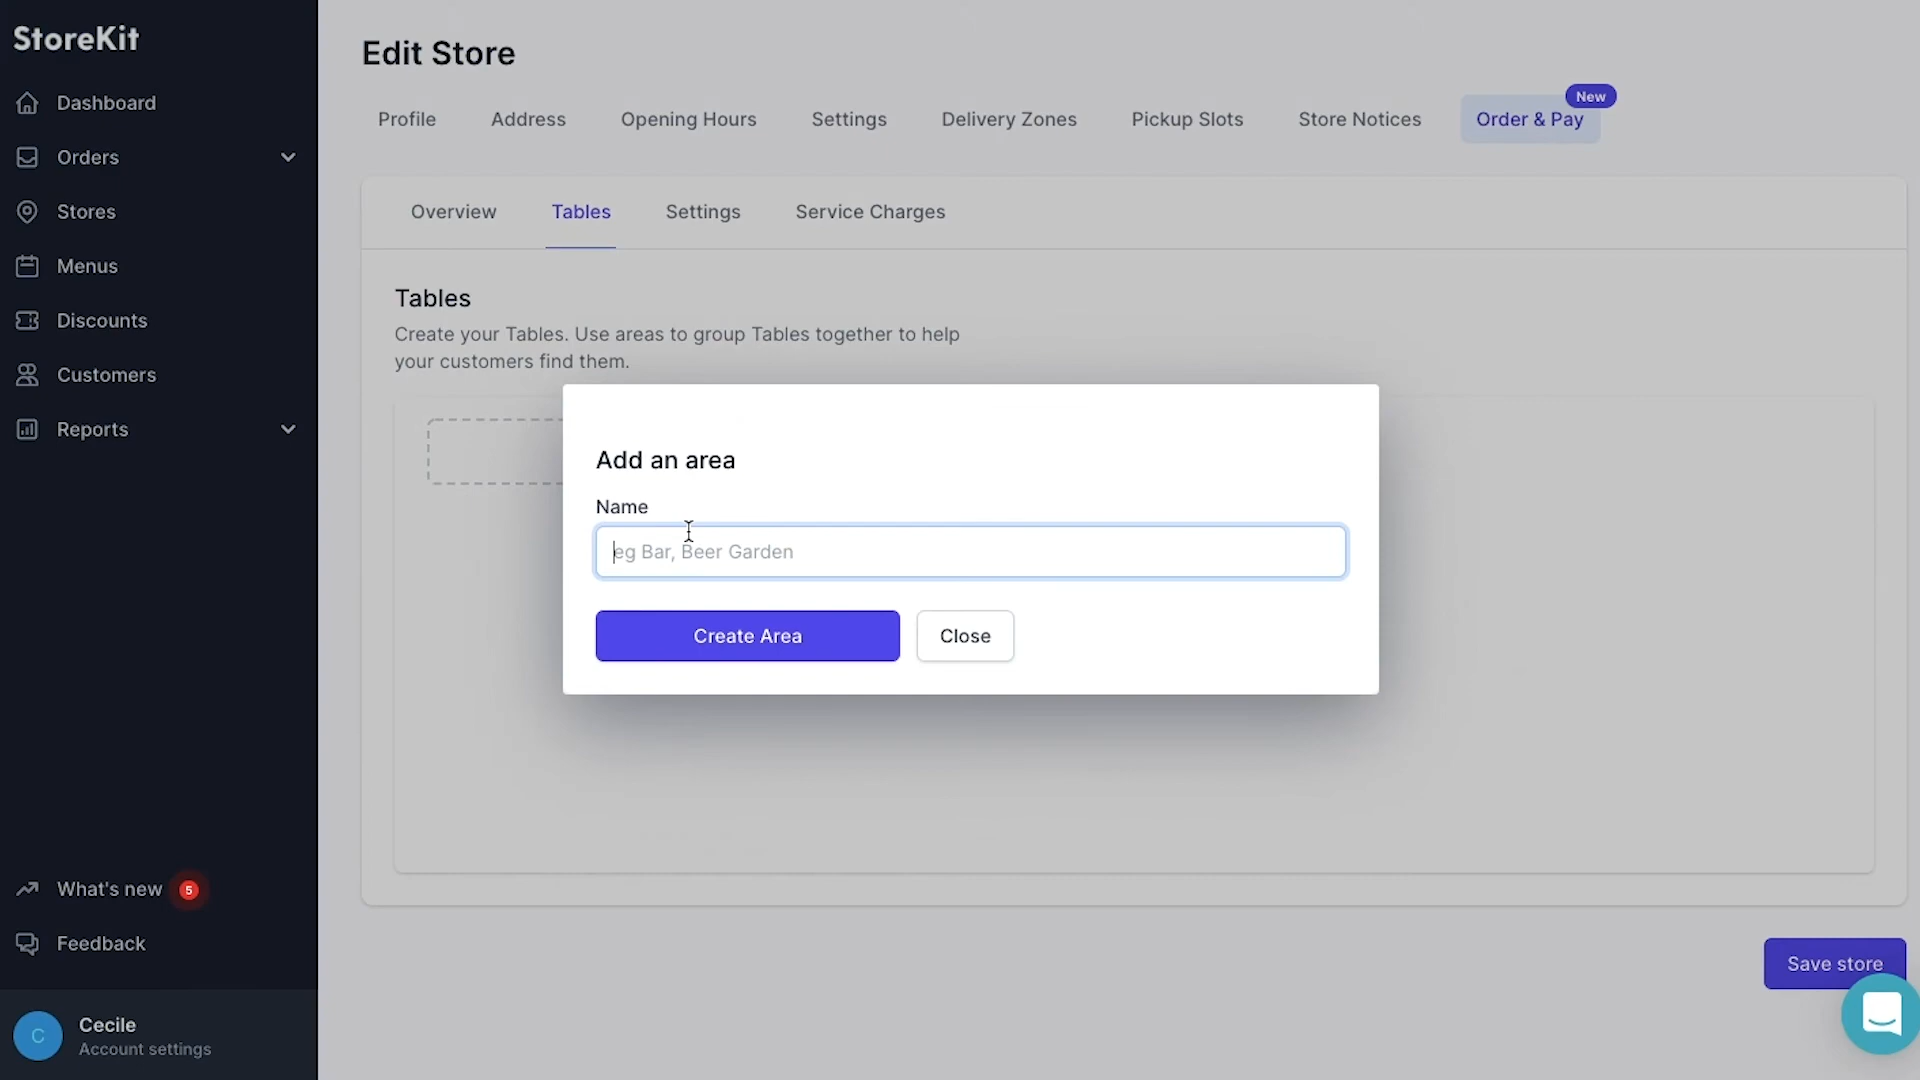 StoreKit
Dashboard
Orders
Stores
Menus
Discounts
Customers
Reports
What's new 5
Feedback
C
Cecile
Account settings
Edit Store
Profile Address Opening Hours Settings Delivery Zones Pickup Slots Store Notices Order & Pay New
Overview Tables Settings Service Charges
Tables
Create your Tables. Use areas to group Tables together to help
your customers find them.
Add an area
Name
eg Bar, Beer Garden
Create Area Close
Save store